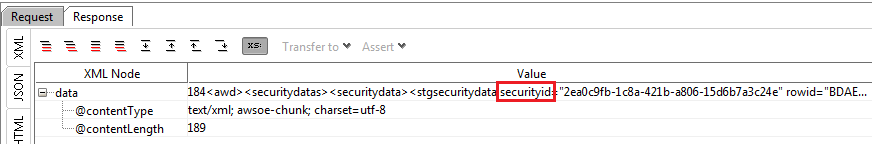 Request Response
XML
JSON
HTML
XS: Transfer to Assert
XML Node Value
data 184<awd><securitydatas><securitydata><stgsecuritydata securityid="2ea0c9fb-1c8a-421b-a806-15d6b7a3c24e" rowid="BDAE...
@contentType text/xml; awsoe-chunk; charset=utf-8
@contentLength 189